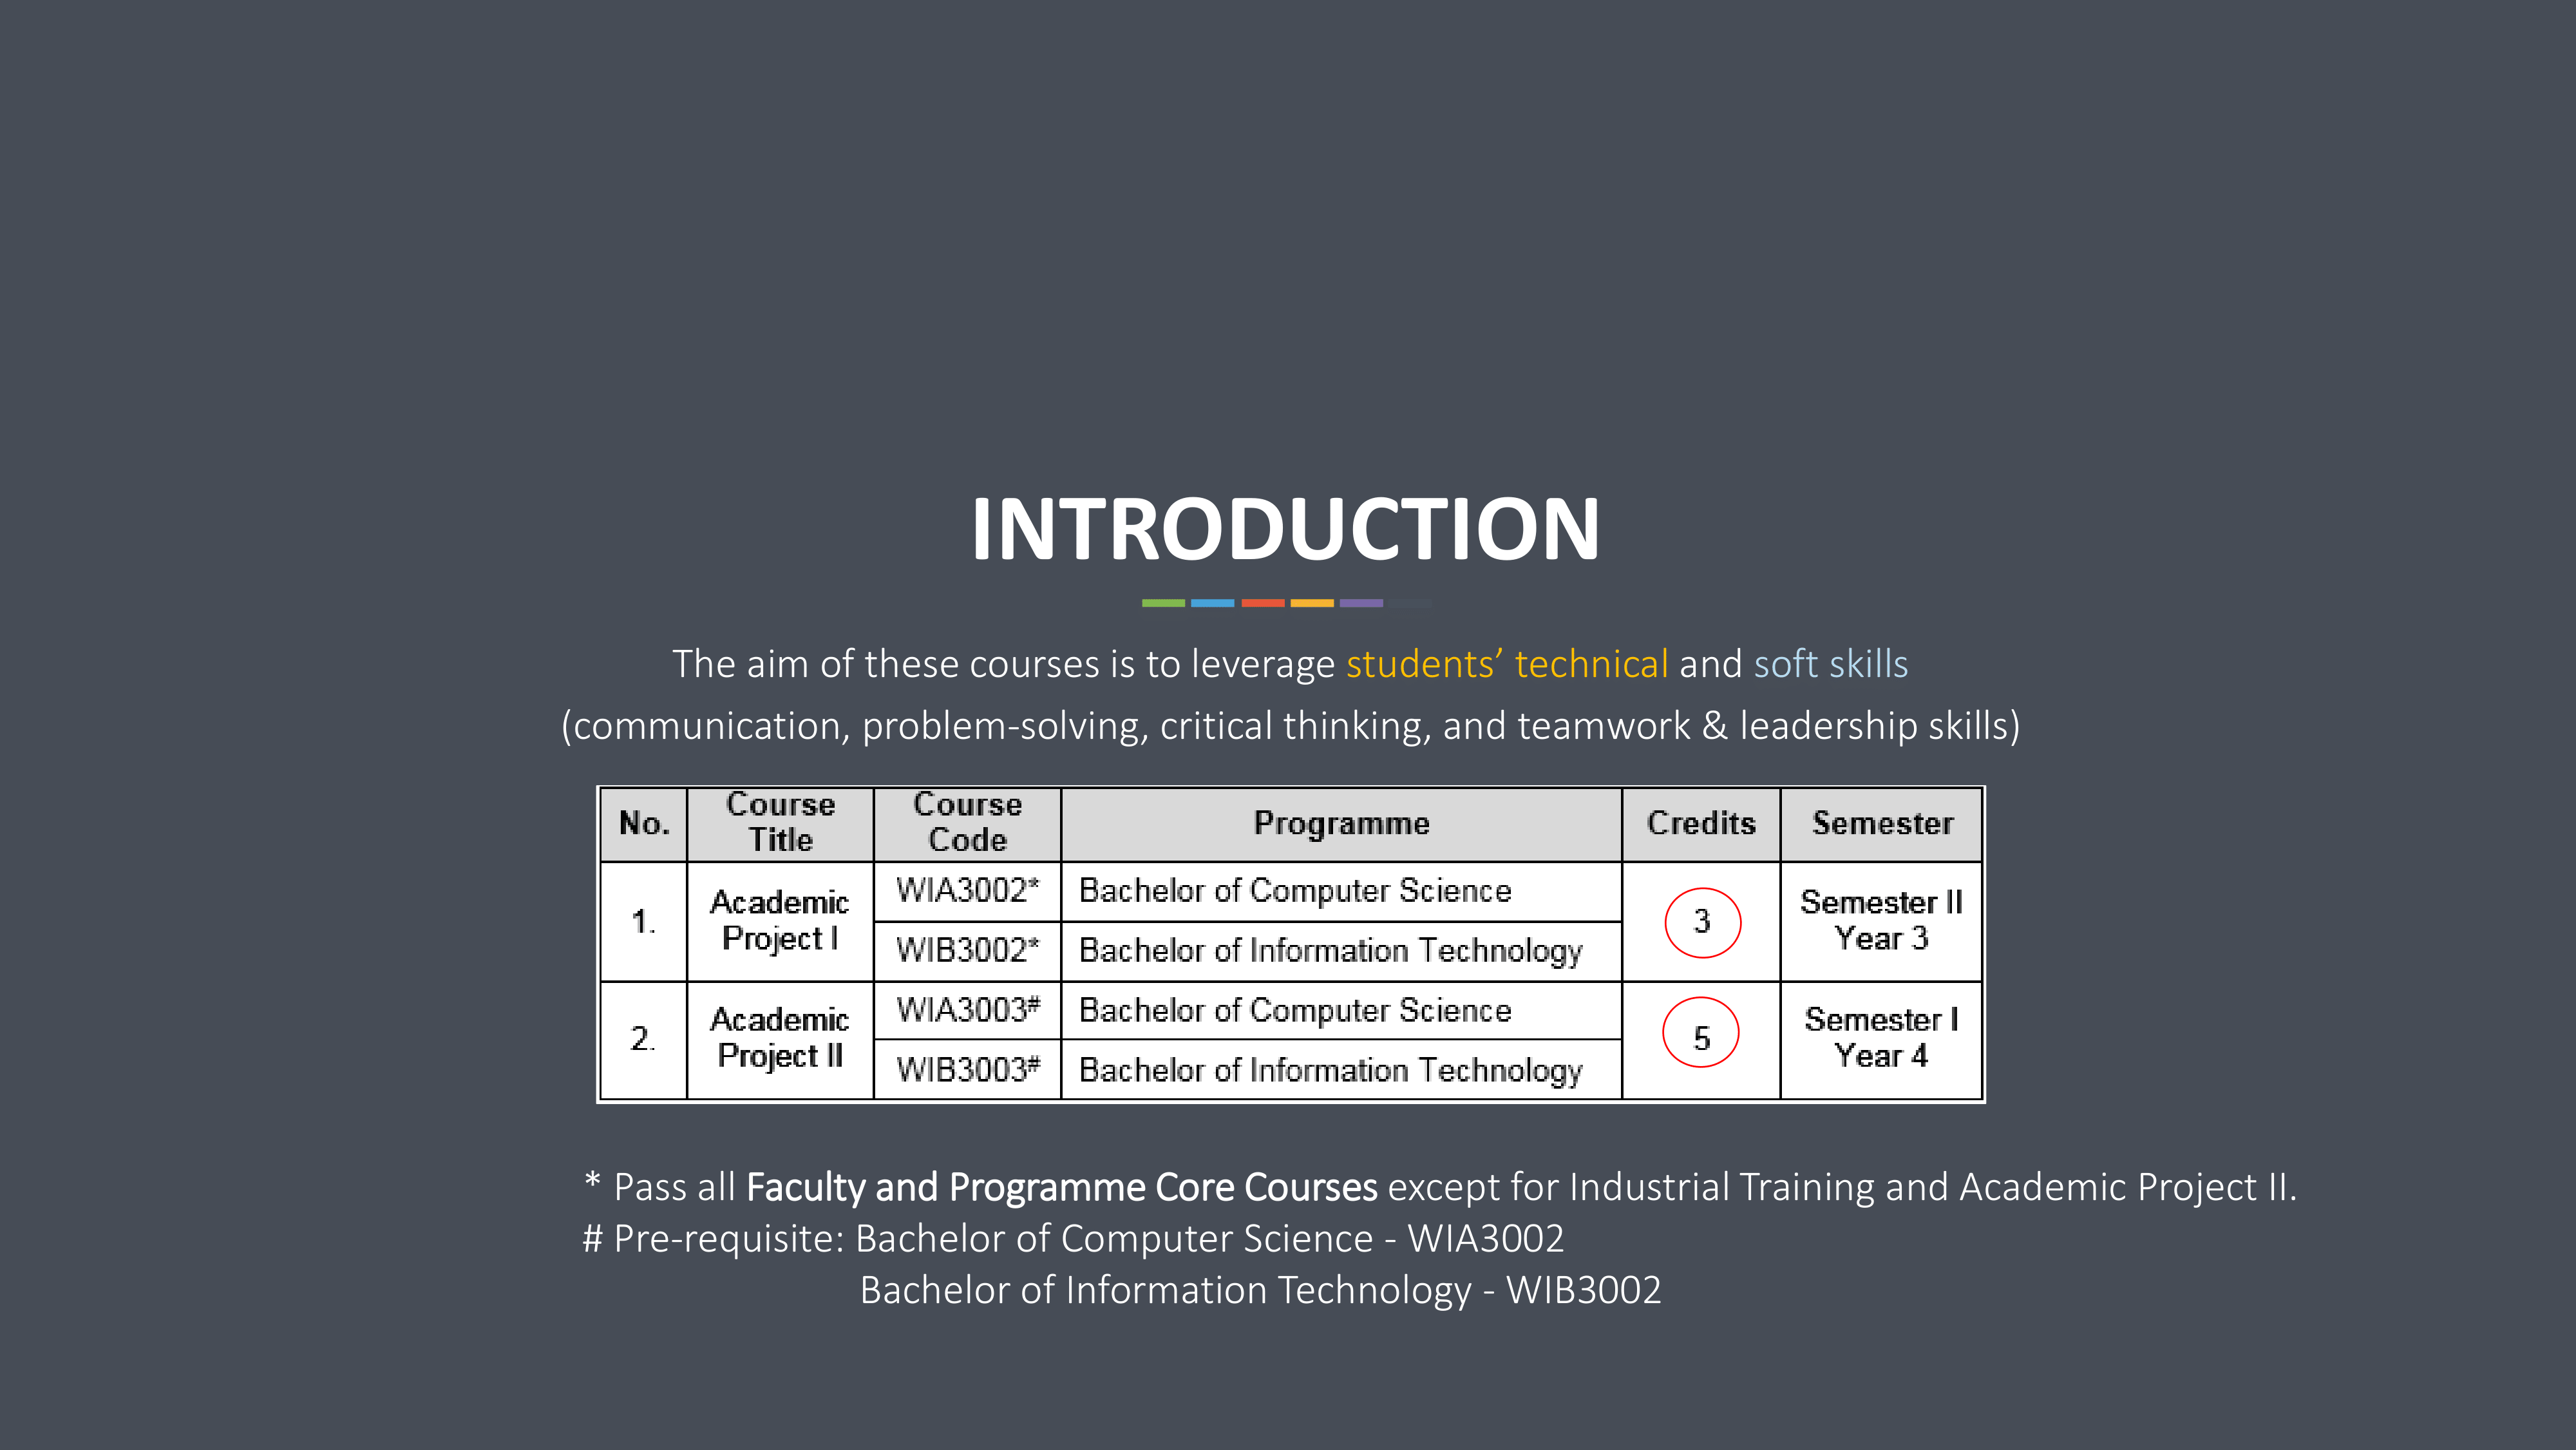 INTRODUCTION
The aim of these courses is to leverage students’ technical and soft skills
(communication, problem-solving, critical thinking, and teamwork & leadership skills)
No. Course Title Course Code Programme Credits Semester
1. Academic Project I WIA3002* Bachelor of Computer Science 3 Semester II Year 3
WIB3002* Bachelor of Information Technology
2. Academic Project II WIA3003# Bachelor of Computer Science 5 Semester I Year 4
WIB3003# Bachelor of Information Technology
* Pass all Faculty and Programme Core Courses except for Industrial Training and Academic Project II.
# Pre-requisite: Bachelor of Computer Science - WIA3002
Bachelor of Information Technology - WIB3002